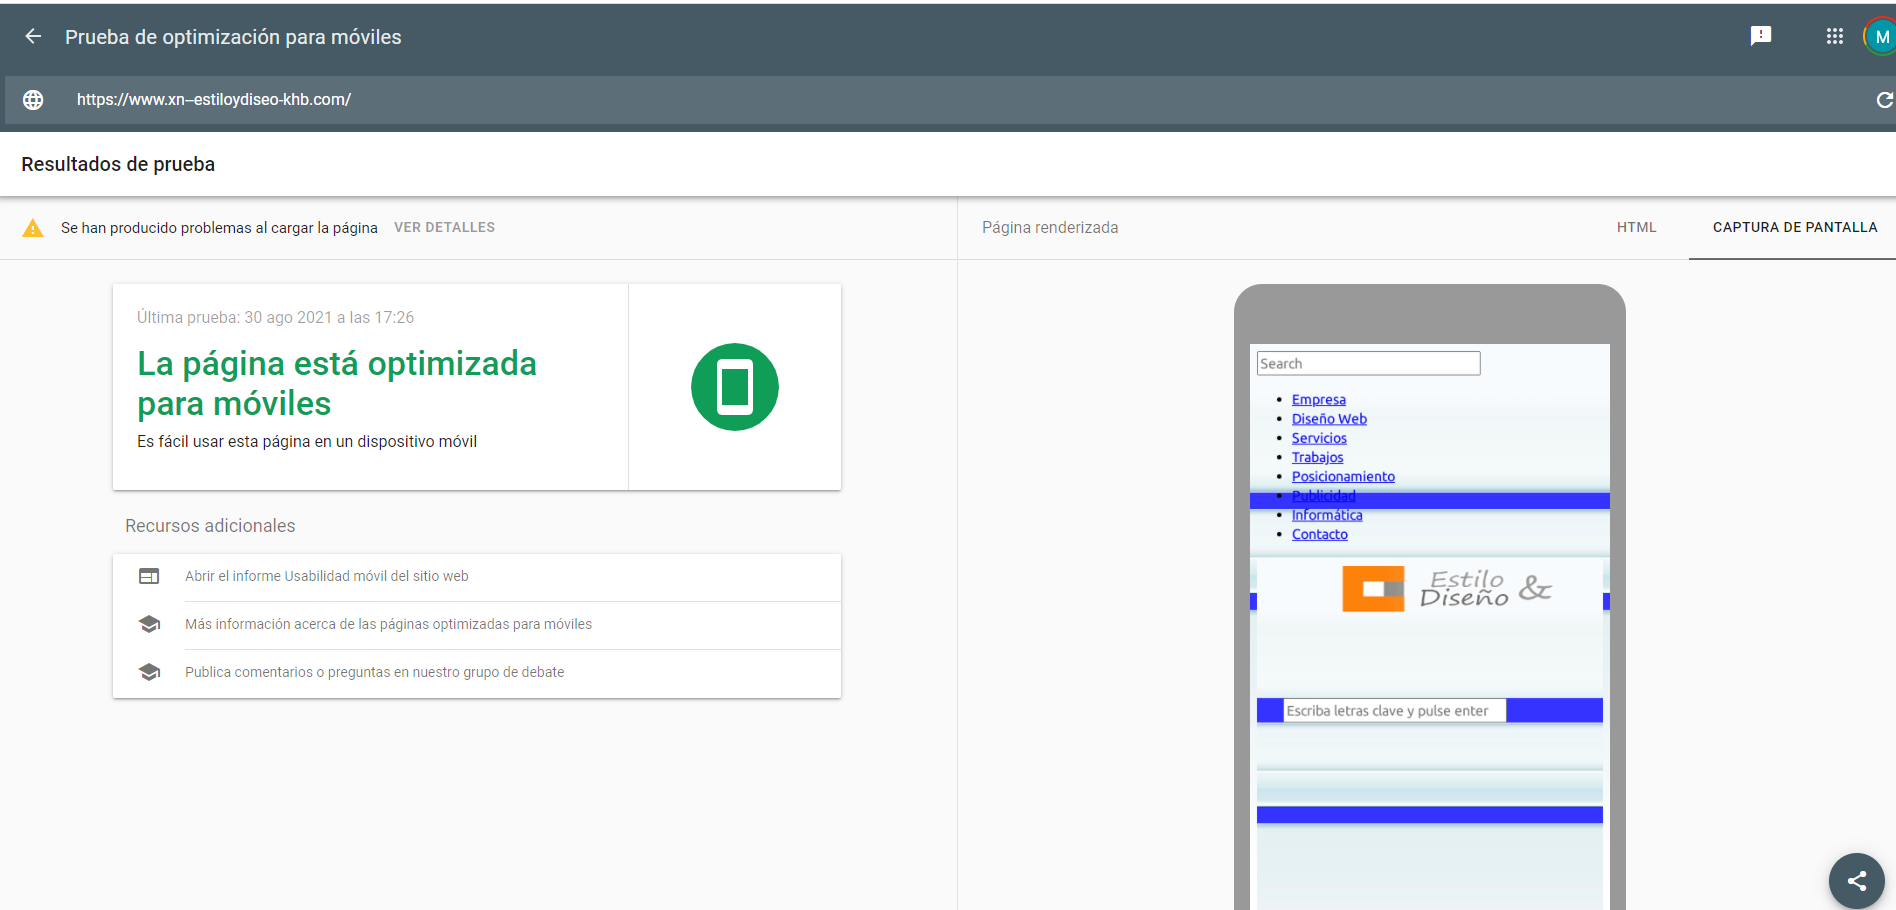 Prueba de optimización para móviles
M
https://www.xn--estiloydiseo-khb.com/
Resultados de prueba
Se han producido problemas al cargar la página VER DETALLES
Última prueba: 30 ago 2021 a las 17:26
La página está optimizada
para móviles
Es fácil usar esta página en un dispositivo móvil
Recursos adicionales
Abrir el informe Usabilidad móvil del sitio web
Más información acerca de las páginas optimizadas para móviles
Publica comentarios o preguntas en nuestro grupo de debate
Página renderizada
HTML
CAPTURA DE PANTALLA
Search
Empresa
Diseño Web
Servicios
Trabajos
Posicionamiento
Publicidad
Informática
Contacto
Estilo &
Diseño
Escriba letras clave y pulse enter